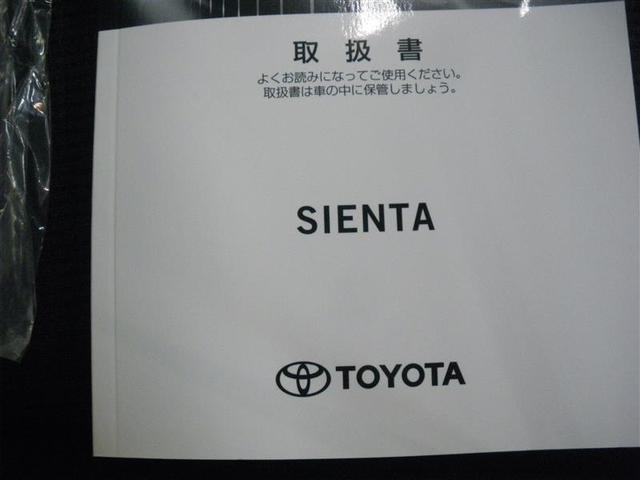 取扱書
よくお読みになってご使用ください。
取扱書は車の中に保管しましょう。
SIENTA
TOYOTA